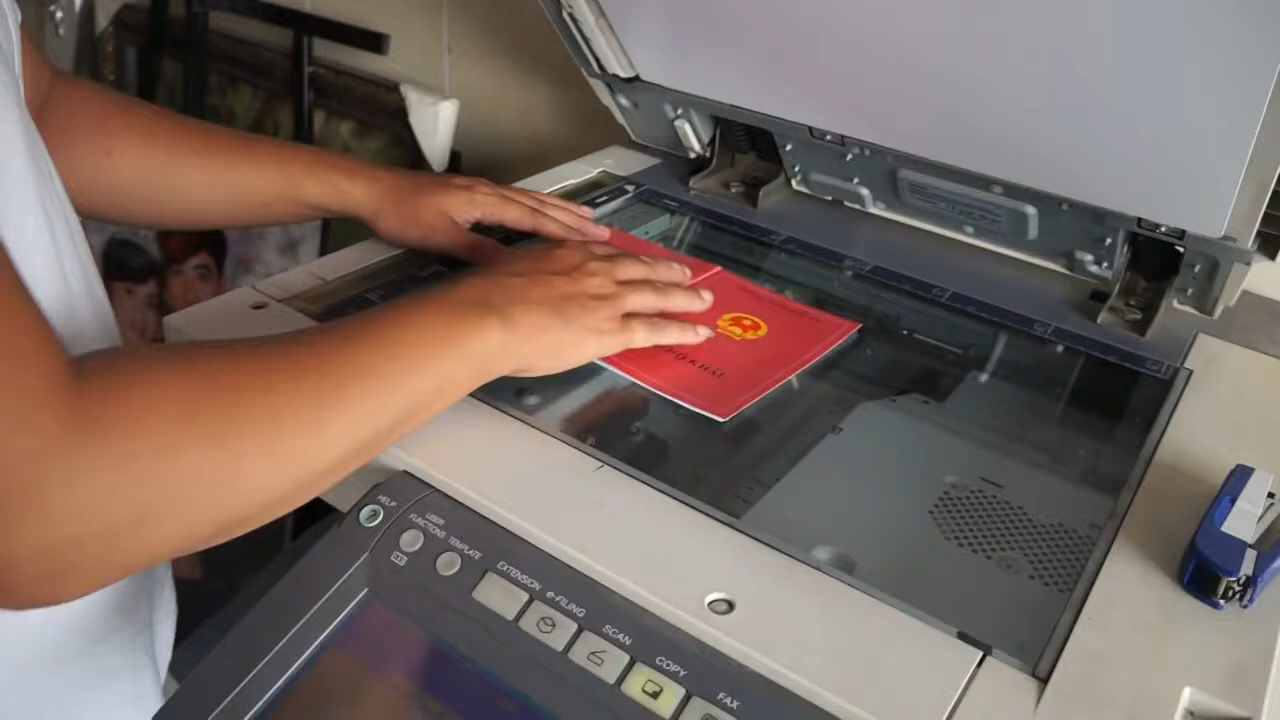 HELP
USER
FUNCTIONS
TEMPLATE
EXTENSION
e-FILING
SCAN
COPY
FAX